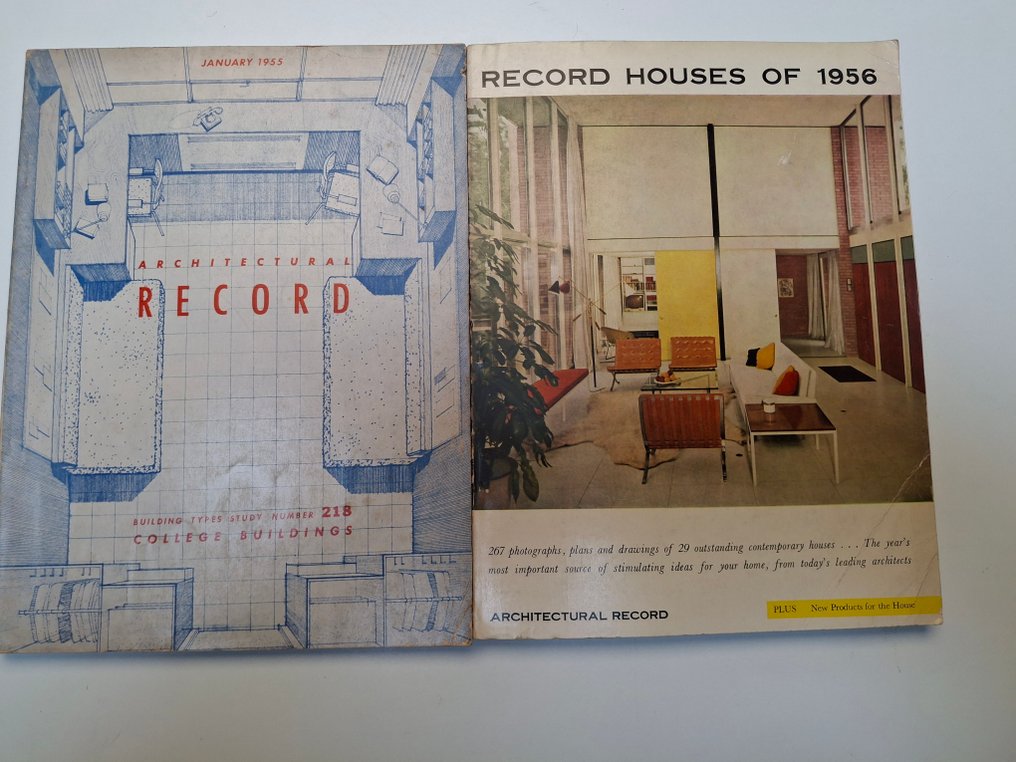 JANUARY 1955
ARCHITECTURAL
RECORD
BUILDING TYPES STUDY NUMBER 218
COLLEGE BUILDINGS
RECORD HOUSES OF 1956
267 photographs, plans and drawings of 29 outstanding contemporary houses . . . The year's
most important source of stimulating ideas for your home, from today's leading architects
ARCHITECTURAL RECORD
PLUS New Products for the House